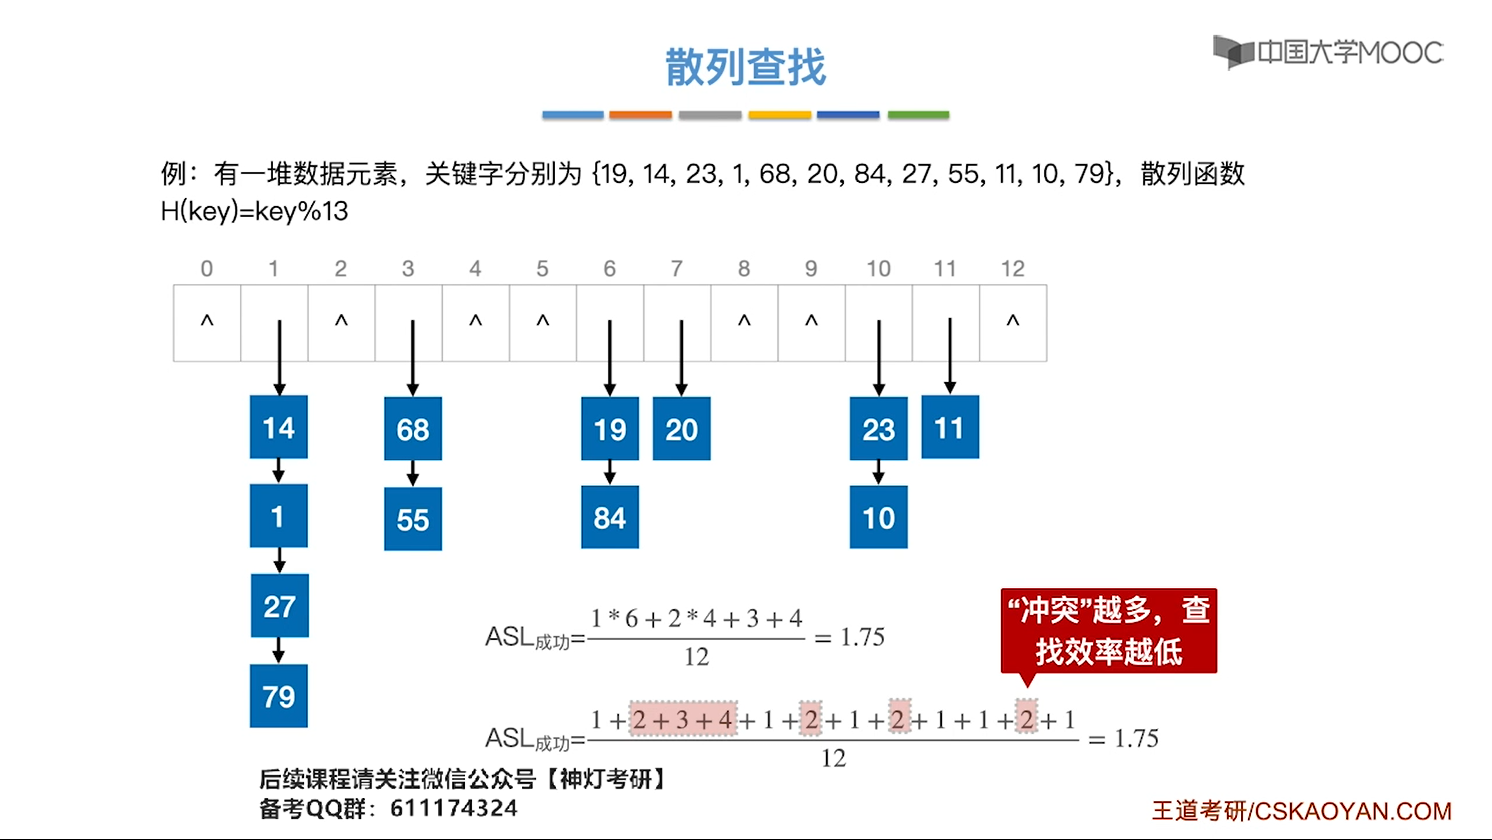 散列查找
中国大学MOOC
例：有一堆数据元素，关键字分别为 {19, 14, 23, 1, 68, 20, 84, 27, 55, 11, 10, 79}，散列函数
H(key)=key%13
0 1 2 3 4 5 6 7 8 9 10 11 12
^ ^ ^ ^ ^ ^ ^
14 68 19 20 23 11
1 55 84 10
27
79
ASL成功= (1*6+2*4+3+4)/12 = 1.75
“冲突”越多，查
找效率越低
ASL成功= (1+2+3+4+1+2+1+2+1+1+2+1)/12 = 1.75
后续课程请关注微信公众号【神灯考研】
备考QQ群：611174324
王道考研/CSKAOYAN.COM